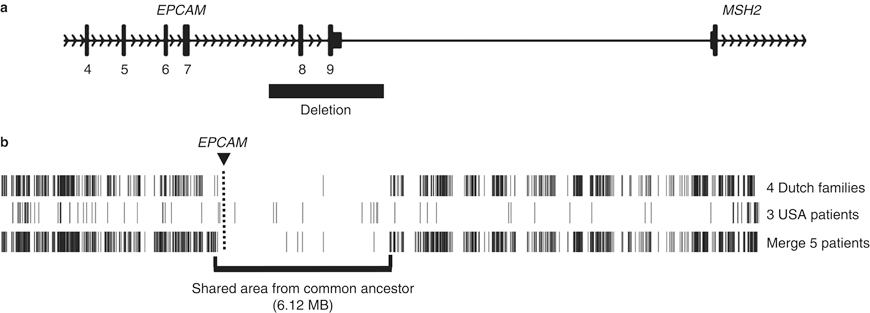 a
EPCAM MSH2
4 5 6 7 8 9
Deletion
b
EPCAM
4 Dutch families
3 USA patients
Merge 5 patients
Shared area from common ancestor
(6.12 MB)